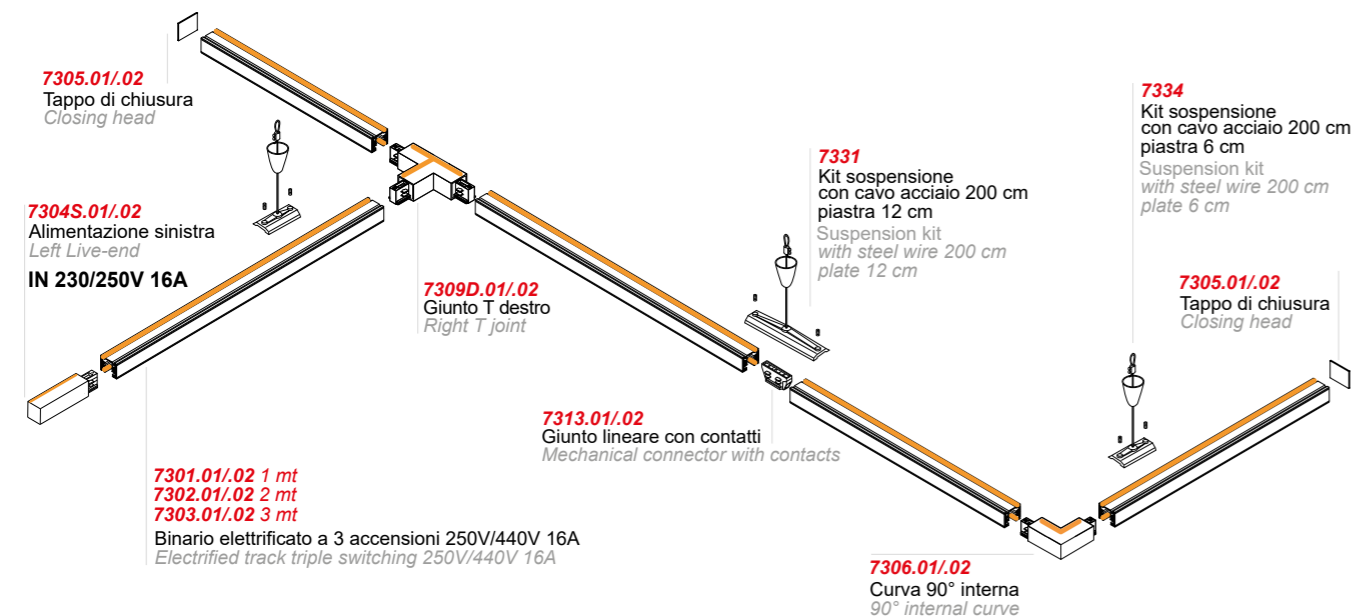 7305.01/.02
Tappo di chiusura
Closing head
7304S.01/.02
Alimentazione sinistra
Left Live-end
IN 230/250V 16A
7301.01/.02 1 mt
7302.01/.02 2 mt
7303.01/.02 3 mt
Binario elettrificato a 3 accensioni 250V/440V 16A
Electrified track triple switching 250V/440V 16A
7309D.01/.02
Giunto T destro
Right T joint
7313.01/.02
Giunto lineare con contatti
Mechanical connector with contacts
7331
Kit sospensione
con cavo acciaio 200 cm
piastra 12 cm
Suspension kit
with steel wire 200 cm
plate 12 cm
7334
Kit sospensione
con cavo acciaio 200 cm
piastra 6 cm
Suspension kit
with steel wire 200 cm
plate 6 cm
7305.01/.02
Tappo di chiusura
Closing head
7306.01/.02
Curva 90° interna
90° internal curve